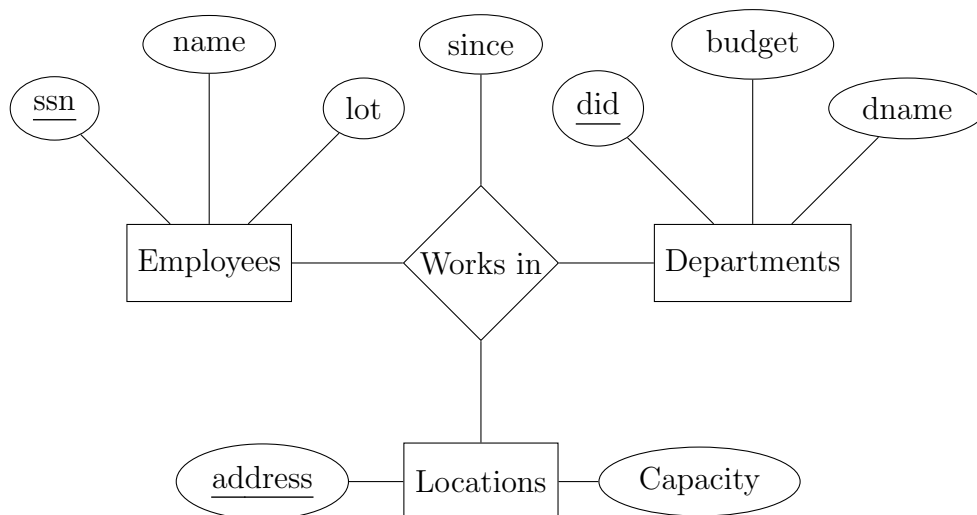 name
since
budget
ssn
lot
did
dname
Employees
Works in
Departments
address
Locations
Capacity